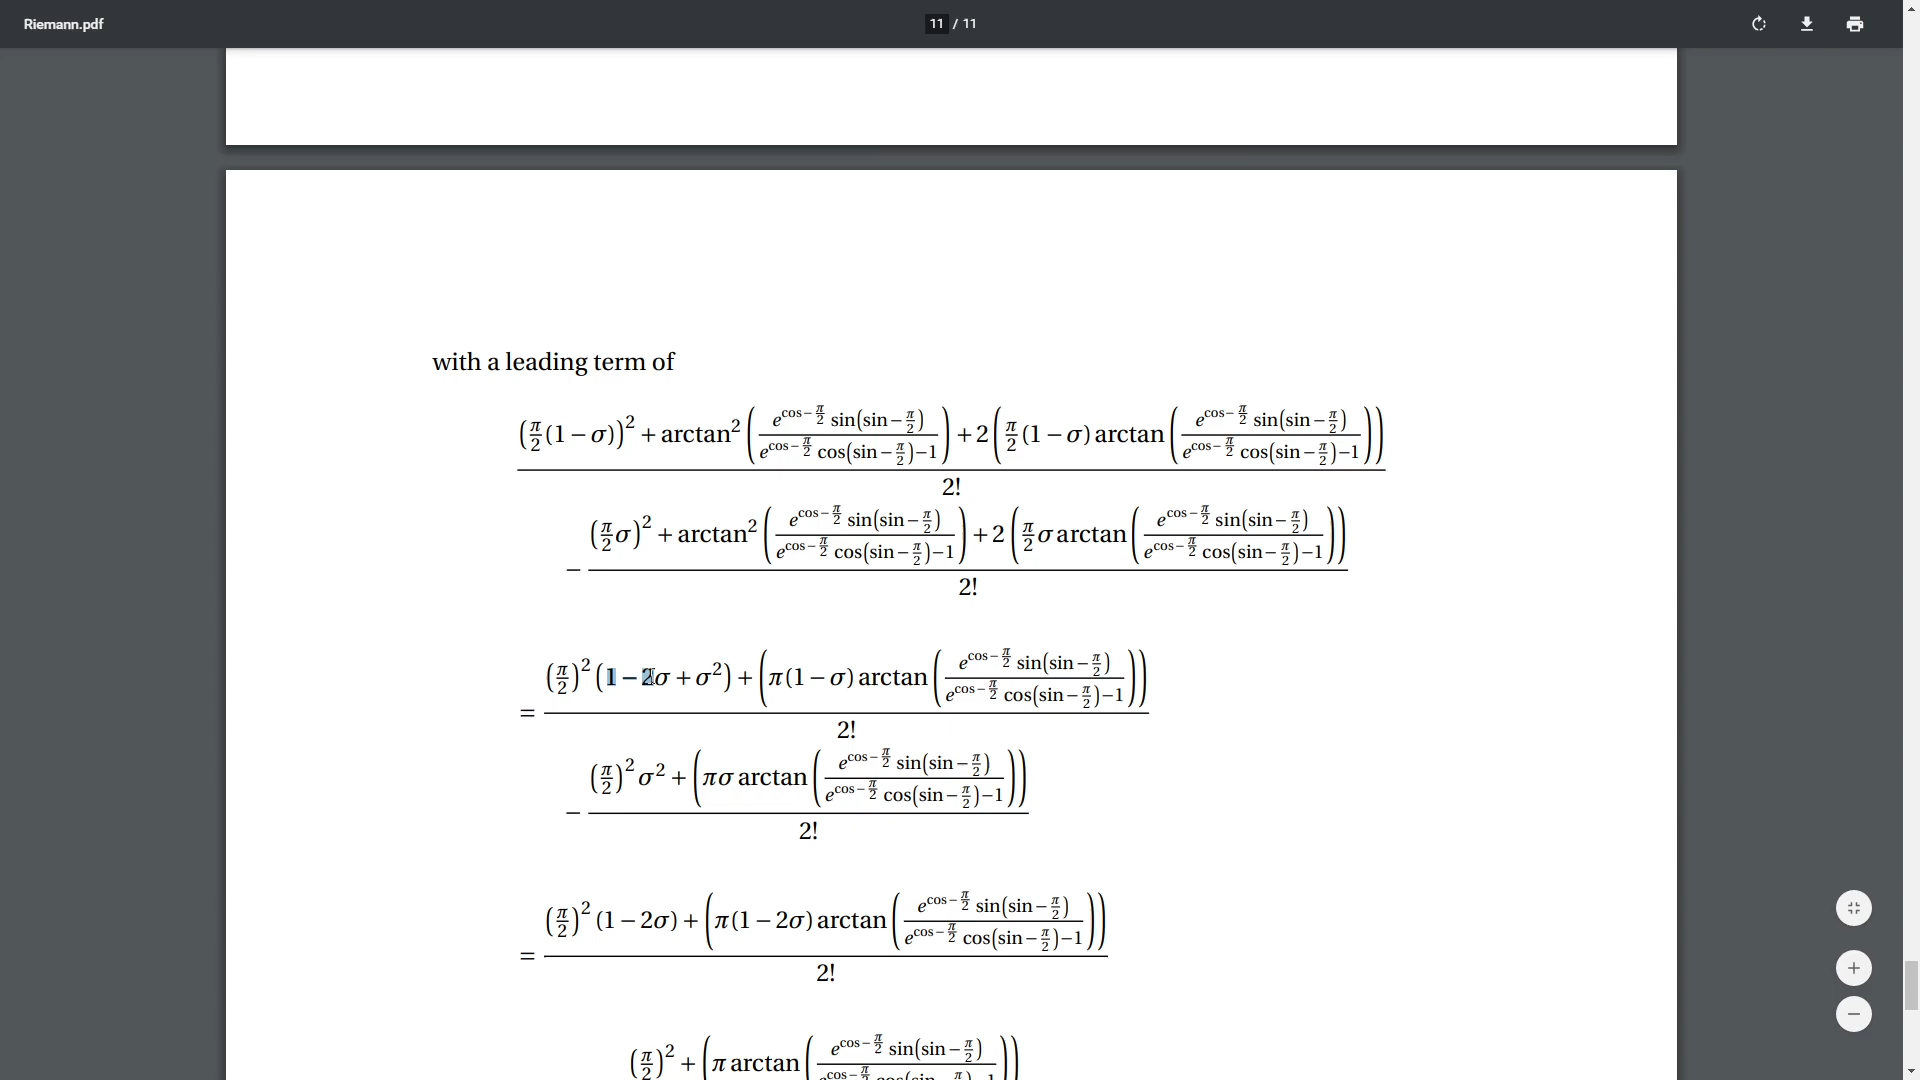 Riemann.pdf
11 / 11
with a leading term of
(π/2 (1 − σ))² + arctan² (e^{cos −π/2} sin(sin −π/2) / e^{cos −π/2} cos(sin −π/2)−1) + 2 (π/2 (1 − σ) arctan (e^{cos −π/2} sin(sin −π/2) / e^{cos −π/2} cos(sin −π/2)−1))
2!
− (π/2 σ)² + arctan² (e^{cos −π/2} sin(sin −π/2) / e^{cos −π/2} cos(sin −π/2)−1) + 2 (π/2 σ arctan (e^{cos −π/2} sin(sin −π/2) / e^{cos −π/2} cos(sin −π/2)−1))
2!
= (π/2)² (1 − 2σ + σ²) + (π(1 − σ) arctan (e^{cos −π/2} sin(sin −π/2) / e^{cos −π/2} cos(sin −π/2)−1))
2!
− (π/2)² σ² + (πσ arctan (e^{cos −π/2} sin(sin −π/2) / e^{cos −π/2} cos(sin −π/2)−1))
2!
= (π/2)² (1 − 2σ) + (π(1 − 2σ) arctan (e^{cos −π/2} sin(sin −π/2) / e^{cos −π/2} cos(sin −π/2)−1))
2!
(π/2)² + (π arctan (e^{cos −π/2} sin(sin −π/2)))